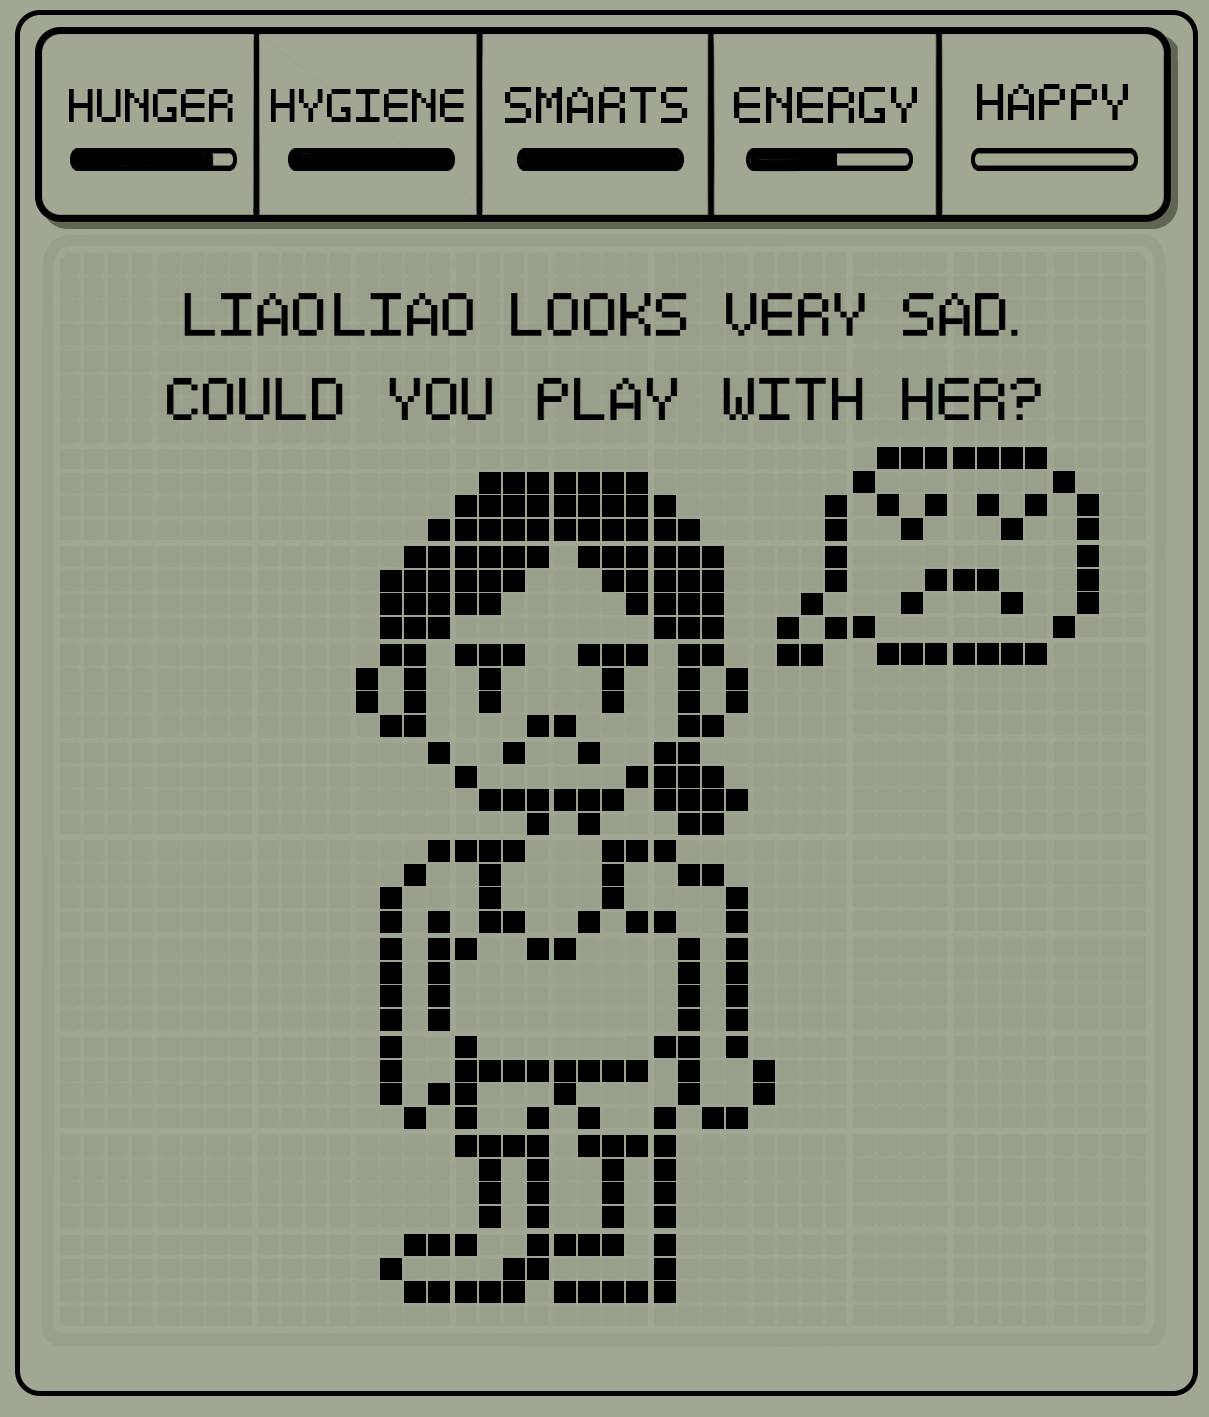 HUNGER HYGIENE SMARTS ENERGY HAPPY
LIAOLIAO LOOKS VERY SAD.
COULD YOU PLAY WITH HER?